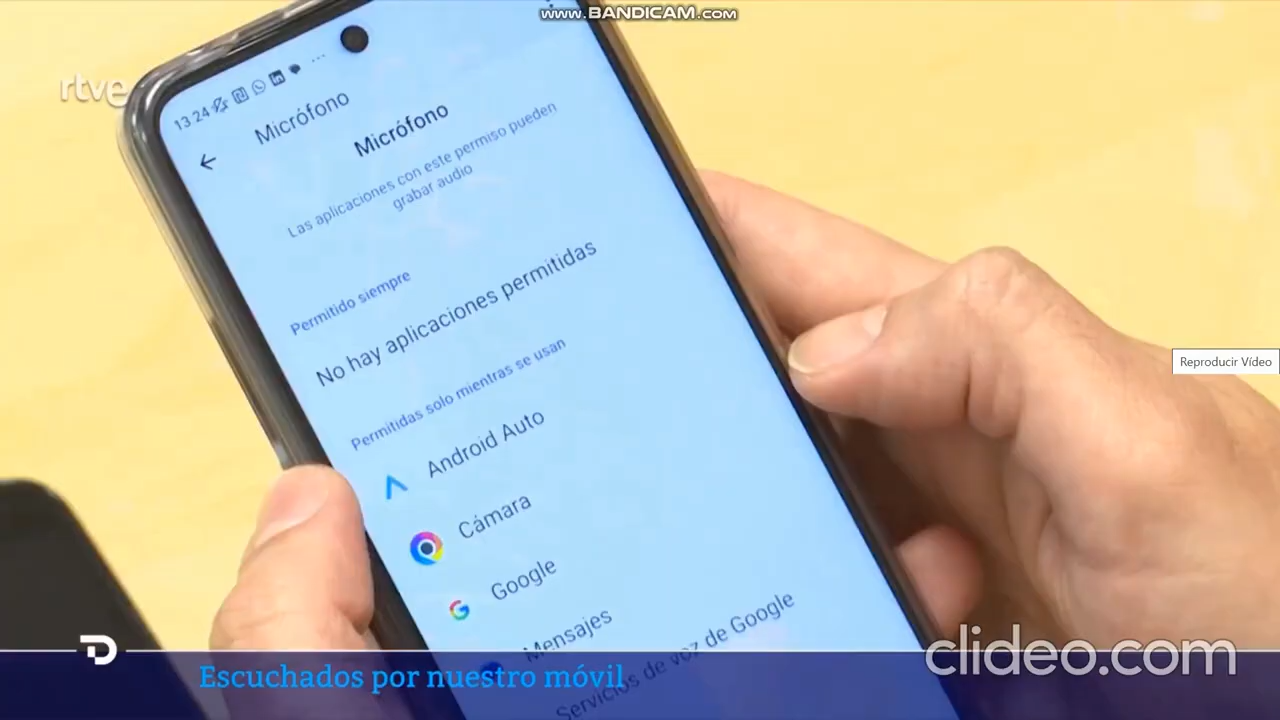 www.BANDICAM.com
rtve
13:24
Micrófono
Micrófono
Las aplicaciones con este permiso pueden
grabar audio
Permitido siempre
No hay aplicaciones permitidas
Permitidas solo mientras se usan
Android Auto
Cámara
Google
Mensajes
Servicios de voz de Google
Reproducir Vídeo
Escuchados por nuestro móvil
clideo.com